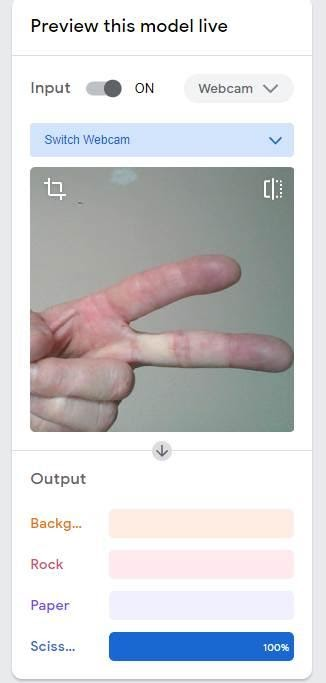 Preview this model live
Input ON Webcam
Switch Webcam
Output
Backg...
Rock
Paper
Sciss... 100%